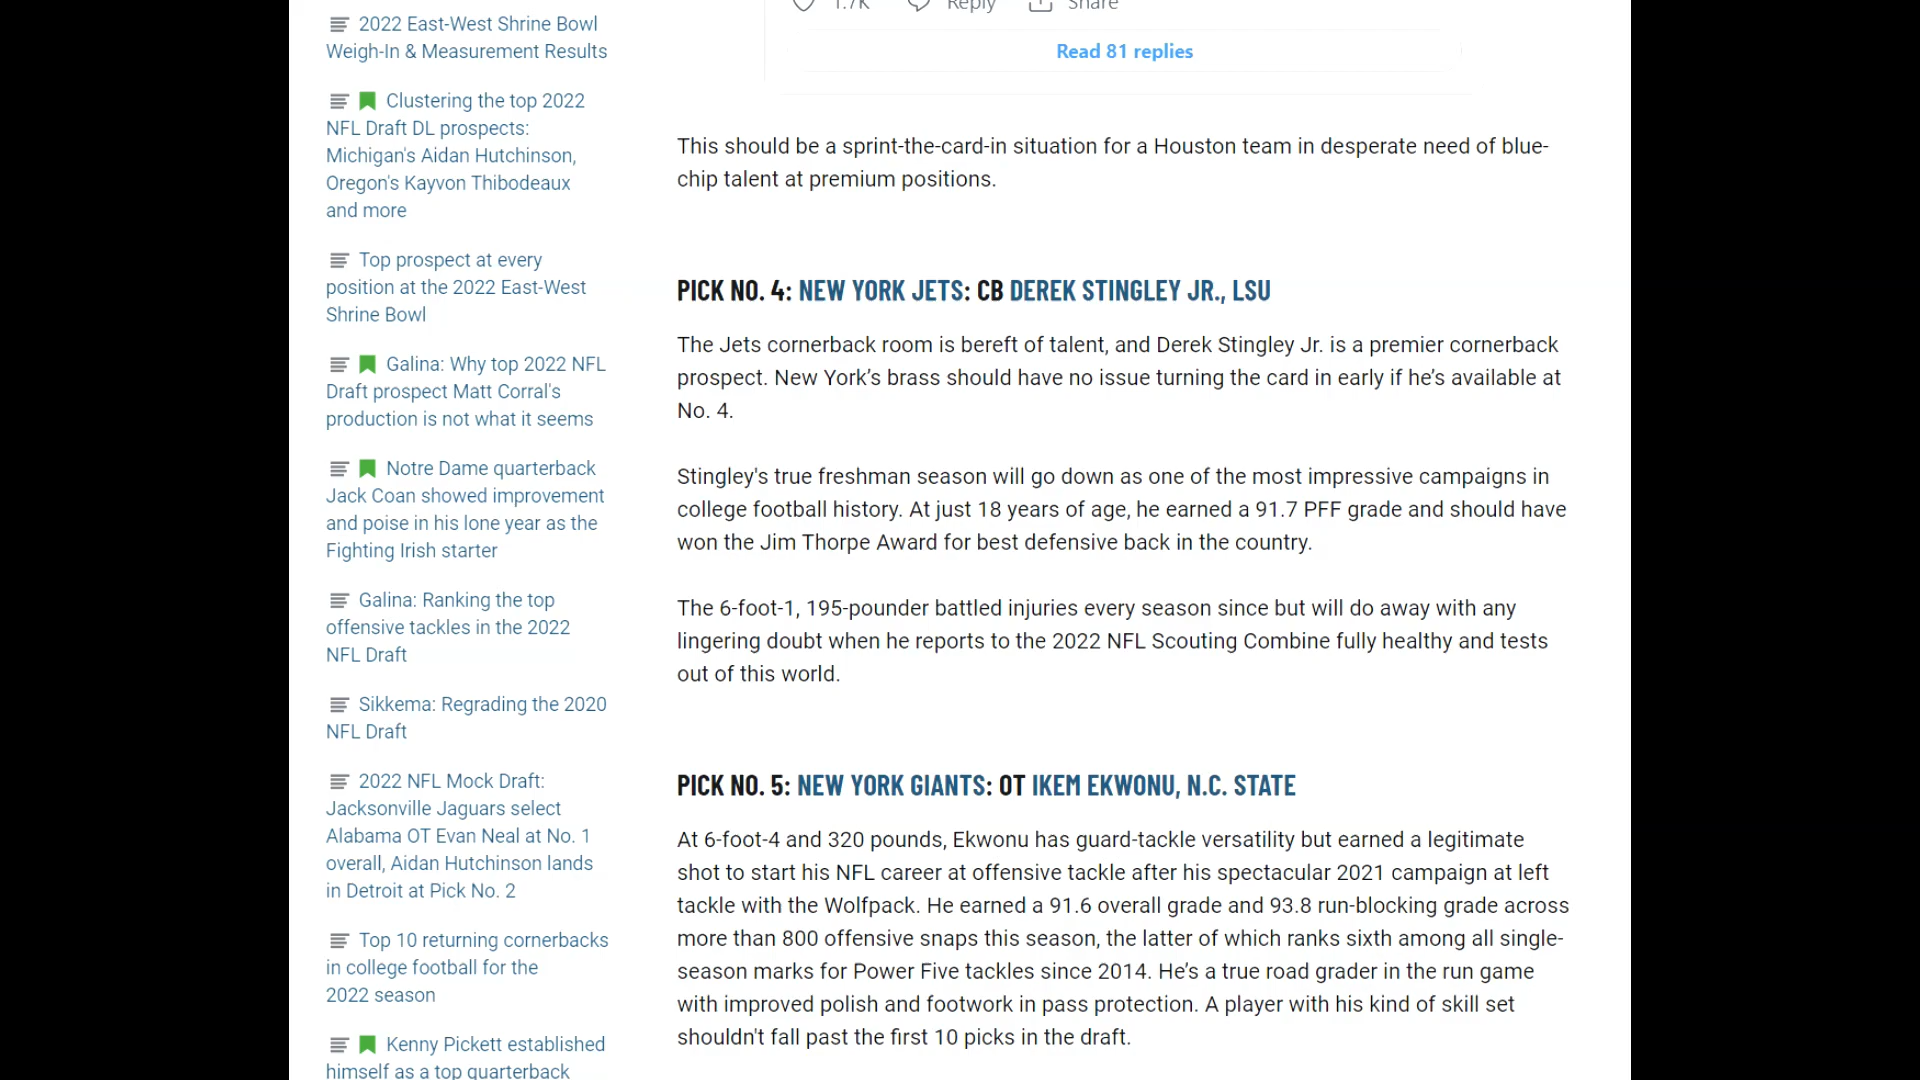 2022 East-West Shrine Bowl
Weigh-In & Measurement Results
Clustering the top 2022
NFL Draft DL prospects:
Michigan's Aidan Hutchinson,
Oregon's Kayvon Thibodeaux
and more
Top prospect at every
position at the 2022 East-West
Shrine Bowl
Galina: Why top 2022 NFL
Draft prospect Matt Corral's
production is not what it seems
Notre Dame quarterback
Jack Coan showed improvement
and poise in his lone year as the
Fighting Irish starter
Galina: Ranking the top
offensive tackles in the 2022
NFL Draft
Sikkema: Regrading the 2020
NFL Draft
2022 NFL Mock Draft:
Jacksonville Jaguars select
Alabama OT Evan Neal at No. 1
overall, Aidan Hutchinson lands
in Detroit at Pick No. 2
Top 10 returning cornerbacks
in college football for the
2022 season
Kenny Pickett established
himself as a top quarterback
1.7K Reply Share
Read 81 replies
This should be a sprint-the-card-in situation for a Houston team in desperate need of blue-
chip talent at premium positions.
PICK NO. 4: NEW YORK JETS: CB DEREK STINGLEY JR., LSU
The Jets cornerback room is bereft of talent, and Derek Stingley Jr. is a premier cornerback
prospect. New York’s brass should have no issue turning the card in early if he’s available at
No. 4.
Stingley's true freshman season will go down as one of the most impressive campaigns in
college football history. At just 18 years of age, he earned a 91.7 PFF grade and should have
won the Jim Thorpe Award for best defensive back in the country.
The 6-foot-1, 195-pounder battled injuries every season since but will do away with any
lingering doubt when he reports to the 2022 NFL Scouting Combine fully healthy and tests
out of this world.
PICK NO. 5: NEW YORK GIANTS: OT IKEM EKWONU, N.C. STATE
At 6-foot-4 and 320 pounds, Ekwonu has guard-tackle versatility but earned a legitimate
shot to start his NFL career at offensive tackle after his spectacular 2021 campaign at left
tackle with the Wolfpack. He earned a 91.6 overall grade and 93.8 run-blocking grade across
more than 800 offensive snaps this season, the latter of which ranks sixth among all single-
season marks for Power Five tackles since 2014. He’s a true road grader in the run game
with improved polish and footwork in pass protection. A player with his kind of skill set
shouldn't fall past the first 10 picks in the draft.